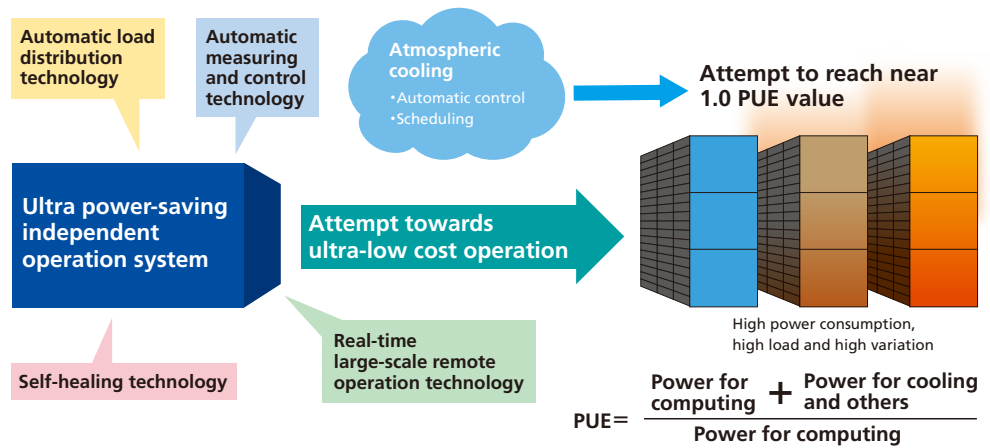 Automatic load
distribution
technology
Automatic
measuring
and control
technology
Atmospheric
cooling
•Automatic control
•Scheduling
Attempt to reach near
1.0 PUE value
Ultra power-saving
independent
operation system
Attempt towards
ultra-low cost operation
High power consumption,
high load and high variation
Self-healing technology
Real-time
large-scale remote
operation technology
PUE= Power for computing + Power for cooling and others
Power for computing